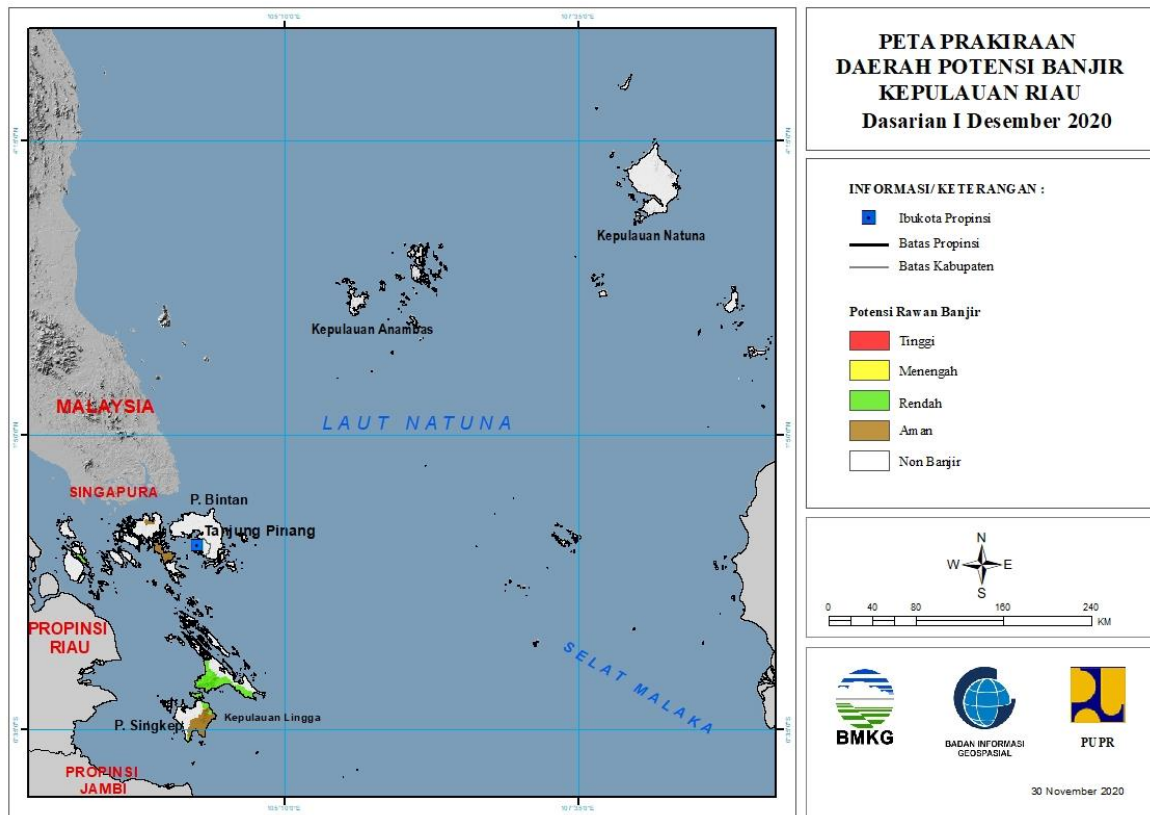 PETA PRAKIRAAN
DAERAH POTENSI BANJIR
KEPULAUAN RIAU
Dasarian I Desember 2020
INFORMASI/ KETERANGAN :
Ibukota Propinsi
Batas Propinsi
Batas Kabupaten
Potensi Rawan Banjir
Tinggi
Menengah
Rendah
Aman
Non Banjir
N
W E
S
0 40 80 160 240
KM
BMKG
BADAN INFORMASI
GEOSPASIAL
PUPR
30 November 2020
Kepulauan Natuna
Kepulauan Anambas
MALAYSIA
LAUT NATUNA
SINGAPURA
P. Bintan
Tanjung Pinang
PROPINSI
RIAU
SELAT MALAKA
P. Singkep
Kepulauan Lingga
PROPINSI
JAMBI